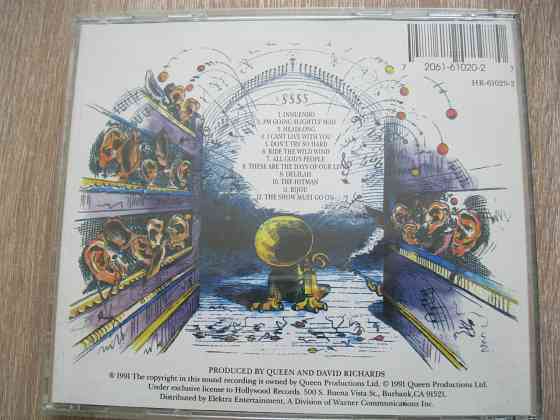 7 2061-61020-2 7
HR-61020-2
1. INNUENDO
2. I'M GOING SLIGHTLY MAD
3. HEADLONG
4. I CAN'T LIVE WITH YOU
5. DON'T TRY SO HARD
6. RIDE THE WILD WIND
7. ALL GOD'S PEOPLE
8. THESE ARE THE DAYS OF OUR LIVES
9. DELILAH
10. THE HITMAN
11. BIJOU
12. THE SHOW MUST GO ON
PRODUCED BY QUEEN AND DAVID RICHARDS
℗ 1991 The copyright in this sound recording is owned by Queen Productions Ltd. © 1991 Queen Productions Ltd.
Under exclusive license to Hollywood Records. 500 S. Buena Vista St., Burbank, CA 91521.
Distributed by Elektra Entertainment, A Division of Warner Communications Inc.